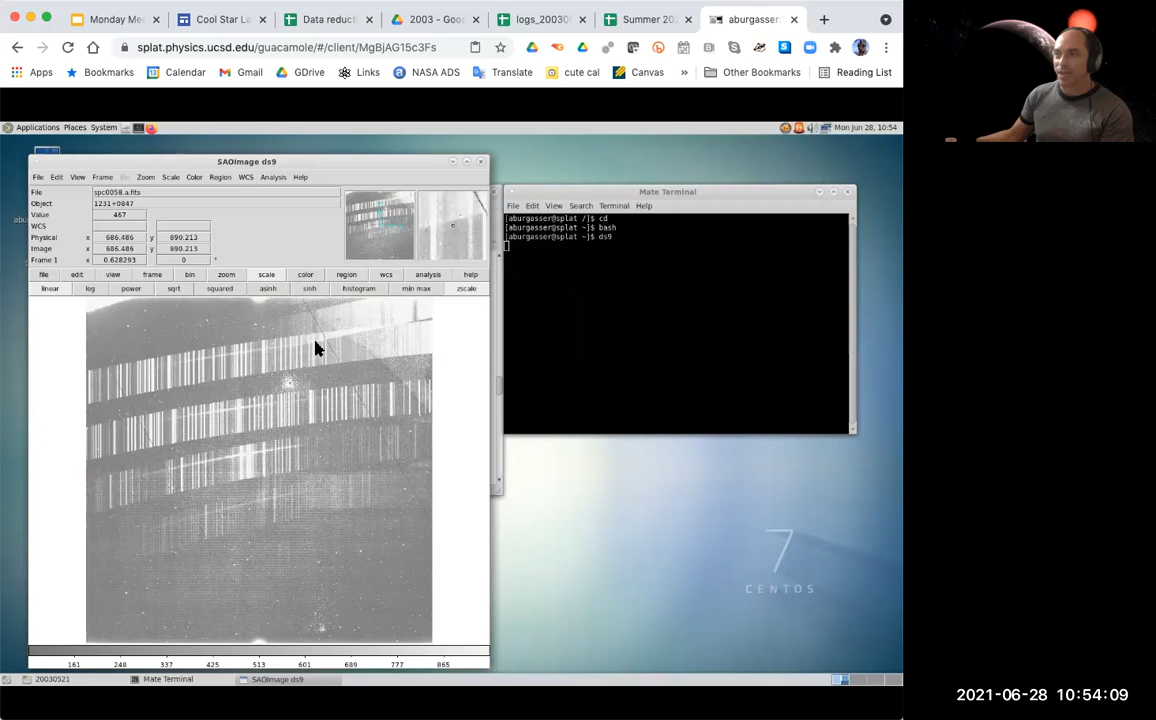 Monday Me
Cool Star La
Data reduc
2003 - Goog
logs_20030
Summer 202
aburgasser
splat.physics.ucsd.edu/guacamole/#/client/MgBjAG15c3Fs
Apps
Bookmarks
Calendar
Gmail
GDrive
Links
NASA ADS
Translate
cute cal
Canvas
»
Other Bookmarks
Reading List
Applications Places System
Mon Jun 28, 10:54
SAOImage ds9
File Edit View Frame Bin Zoom Scale Color Region WCS Analysis Help
File spc0058.a.fits
Object 1231+0847
Value 467
WCS
Physical x 686.486 y 890.213
Image x 686.486 y 890.213
Frame 1 x 0.628293 0 °
file edit view frame bin zoom scale color region wcs analysis help
linear log power sqrt squared asinh sinh histogram min max zscale
161 248 337 425 513 601 689 777 865
Mate Terminal
File Edit View Search Terminal Help
[aburgasser@splat /]$ cd
[aburgasser@splat ~]$ bash
[aburgasser@splat ~]$ ds9
7
CENTOS
20030521
Mate Terminal
SAOImage ds9
2021-06-28 10:54:09